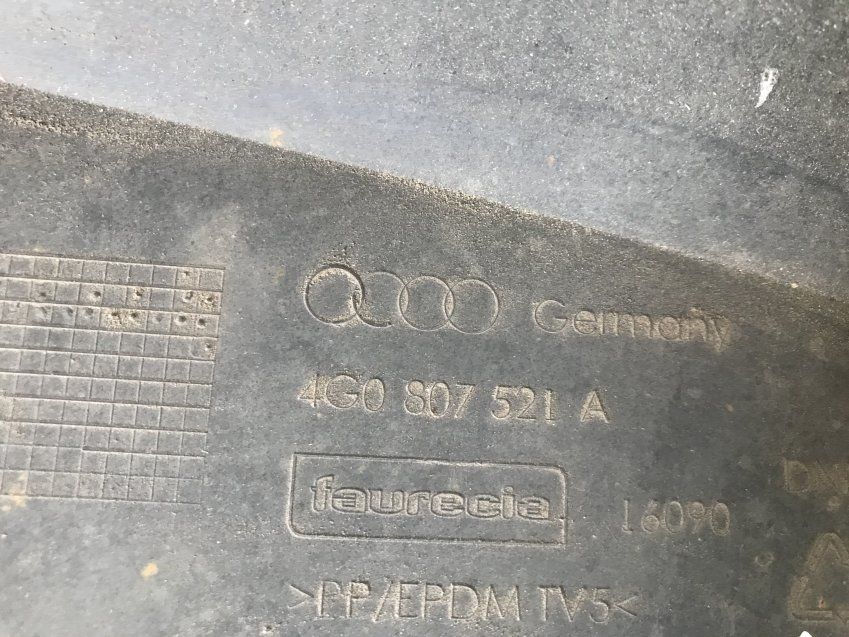 Germany
4G0 807 521 A
faurecia
16090
>PP/EPDM TV5<